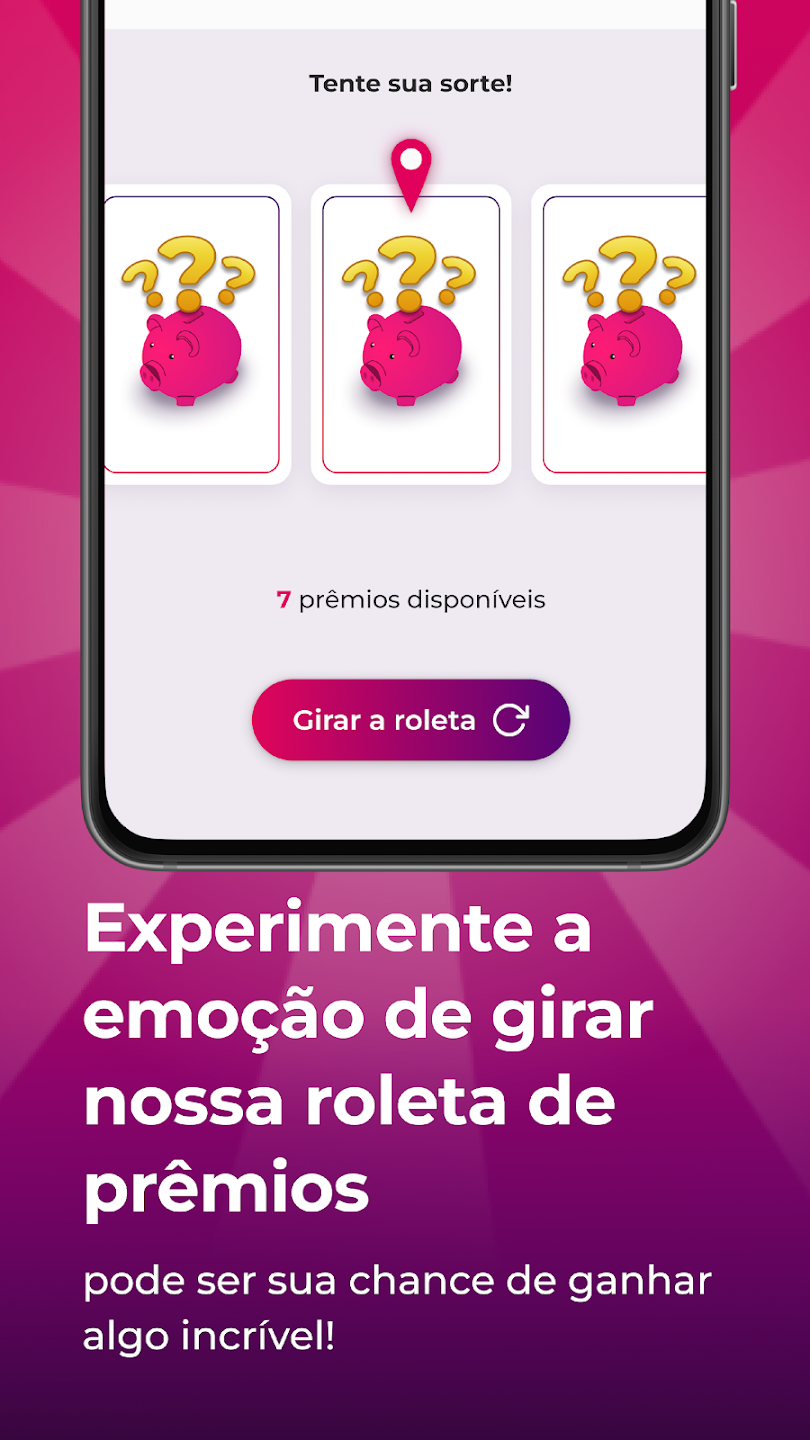 Tente sua sorte!
???
???
???
7 prêmios disponíveis
Girar a roleta
Experimente a
emoção de girar
nossa roleta de
prêmios
pode ser sua chance de ganhar
algo incrível!